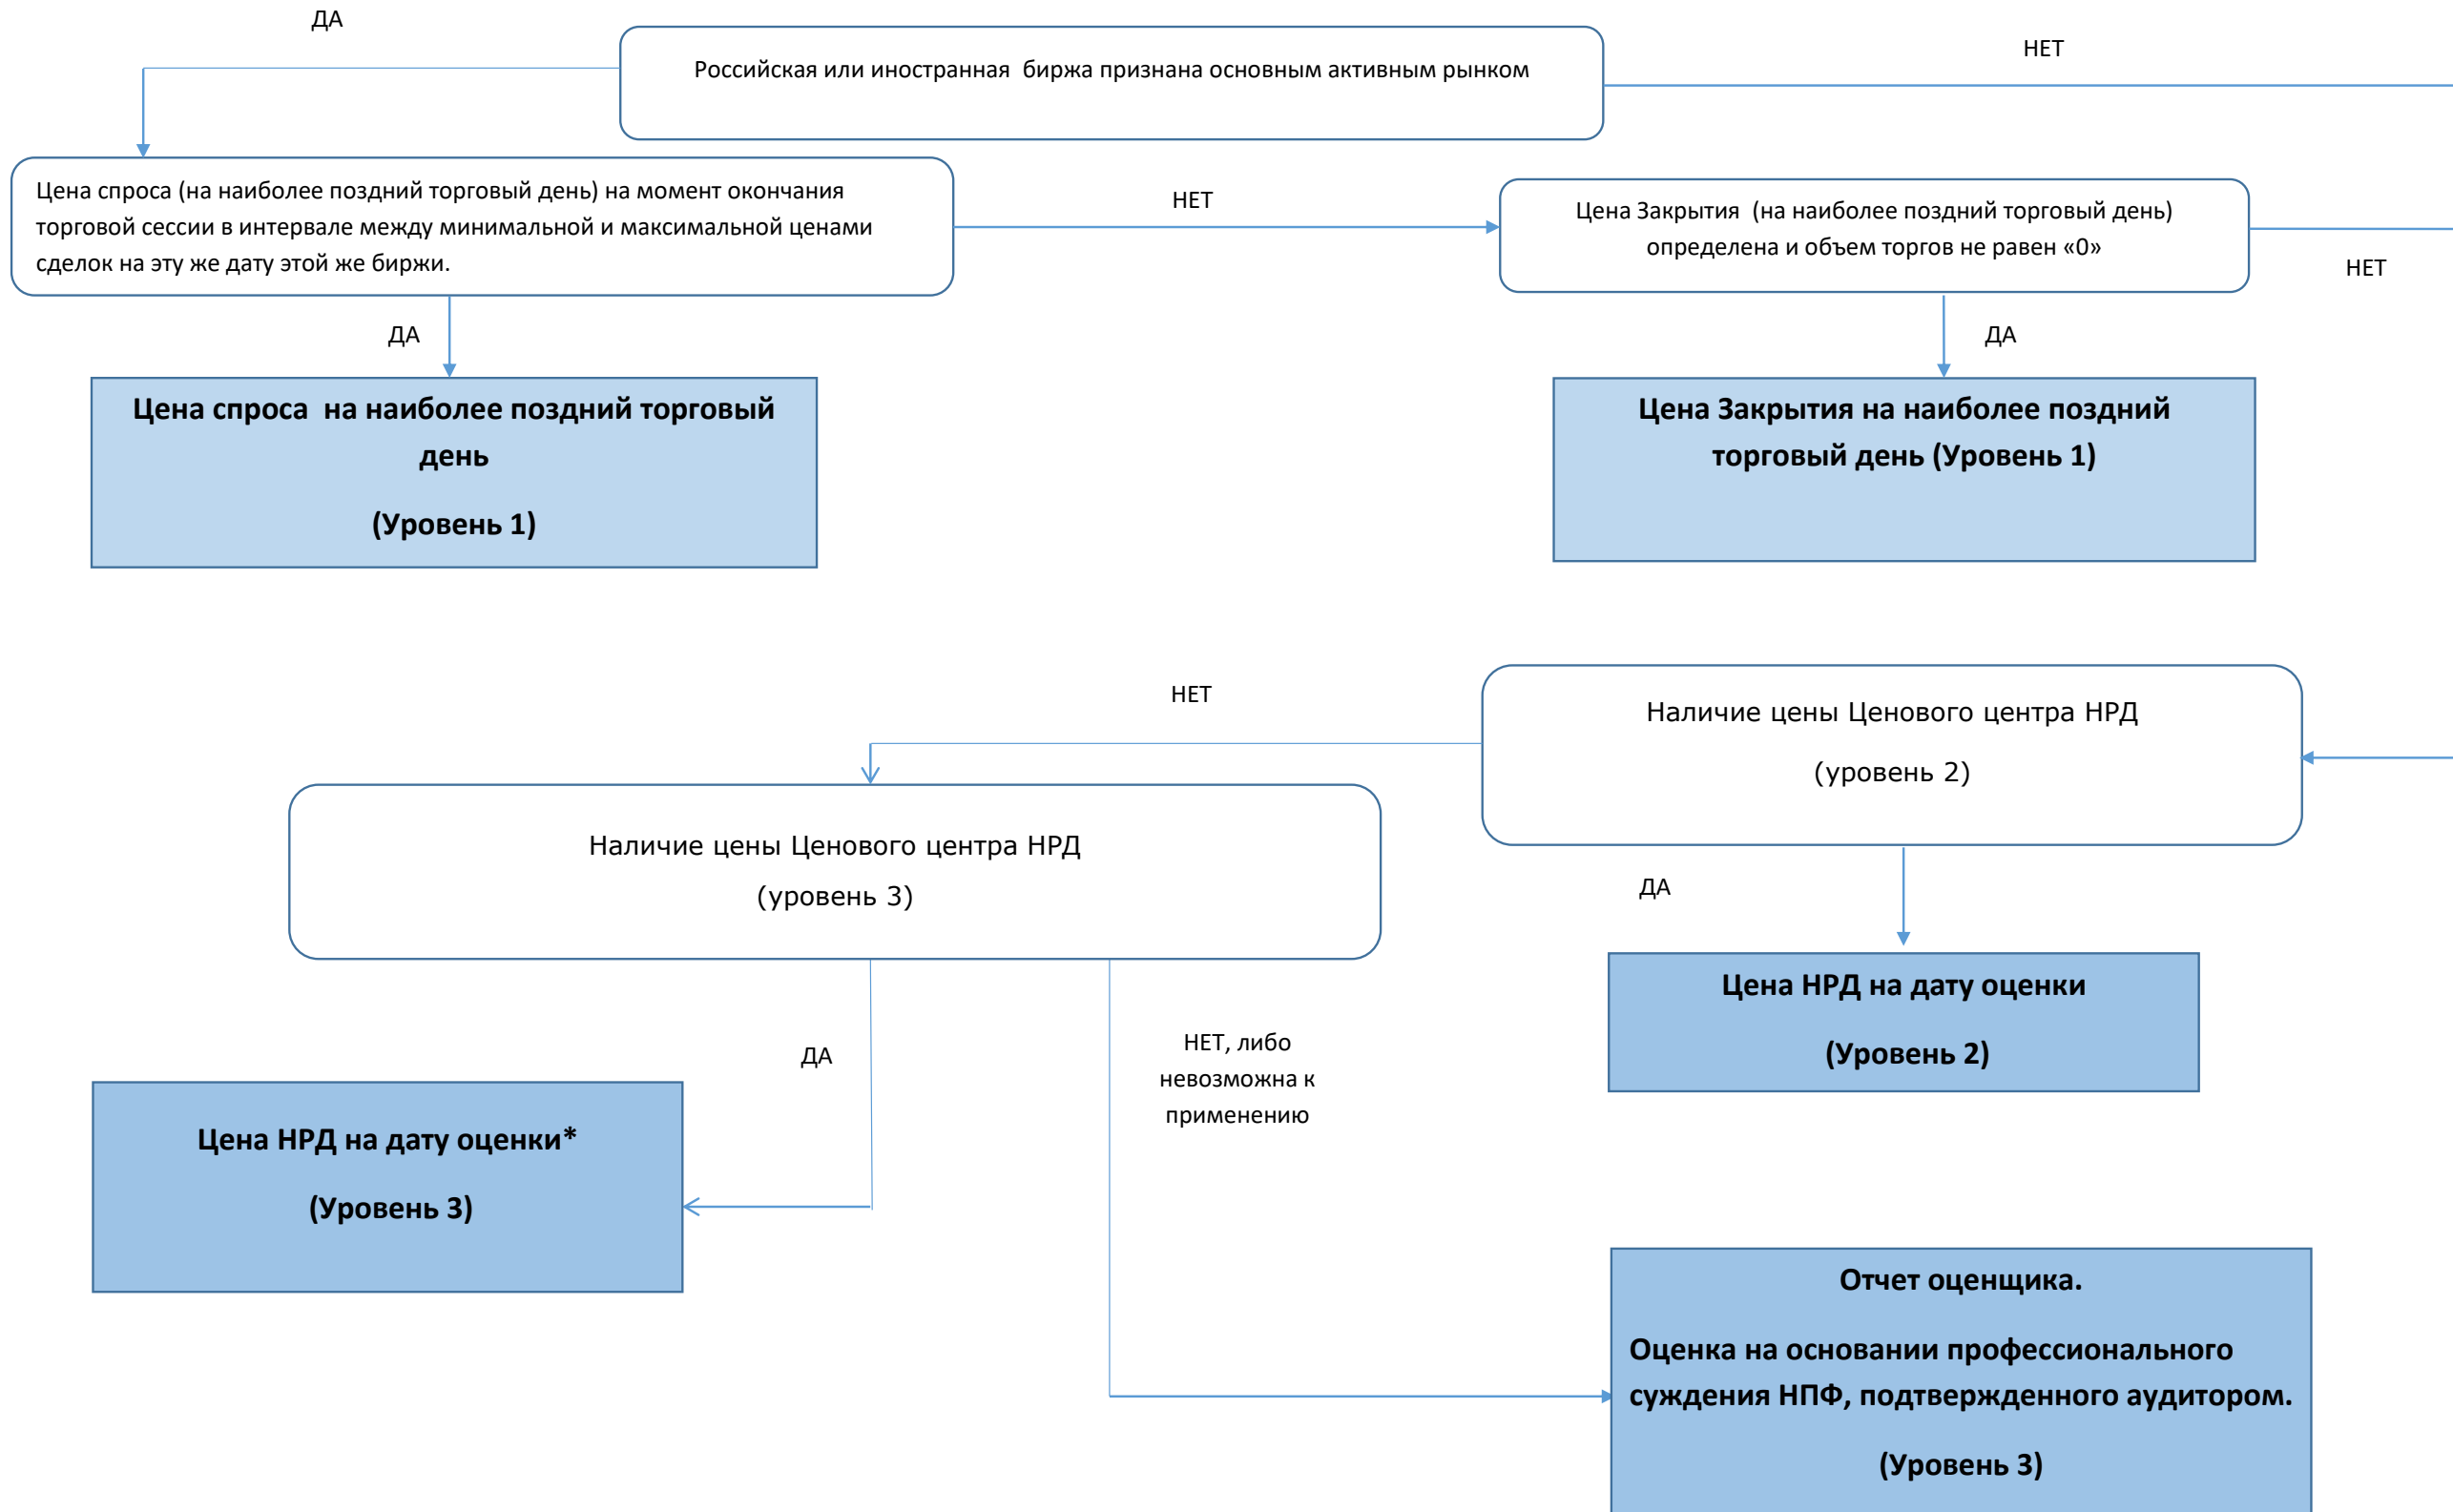 ДА
НЕТ
Российская или иностранная биржа признана основным активным рынком
Цена спроса (на наиболее поздний торговый день) на момент окончания
торговой сессии в интервале между минимальной и максимальной ценами
сделок на эту же дату этой же биржи.
НЕТ
Цена Закрытия (на наиболее поздний торговый день)
определена и объем торгов не равен «0»
НЕТ
ДА
ДА
Цена спроса на наиболее поздний торговый
день
(Уровень 1)
Цена Закрытия на наиболее поздний
торговый день (Уровень 1)
НЕТ
Наличие цены Ценового центра НРД
(уровень 2)
Наличие цены Ценового центра НРД
(уровень 3)
ДА
Цена НРД на дату оценки
(Уровень 2)
ДА
НЕТ, либо
невозможна к
применению
Цена НРД на дату оценки*
(Уровень 3)
Отчет оценщика.
Оценка на основании профессионального
суждения НПФ, подтвержденного аудитором.
(Уровень 3)